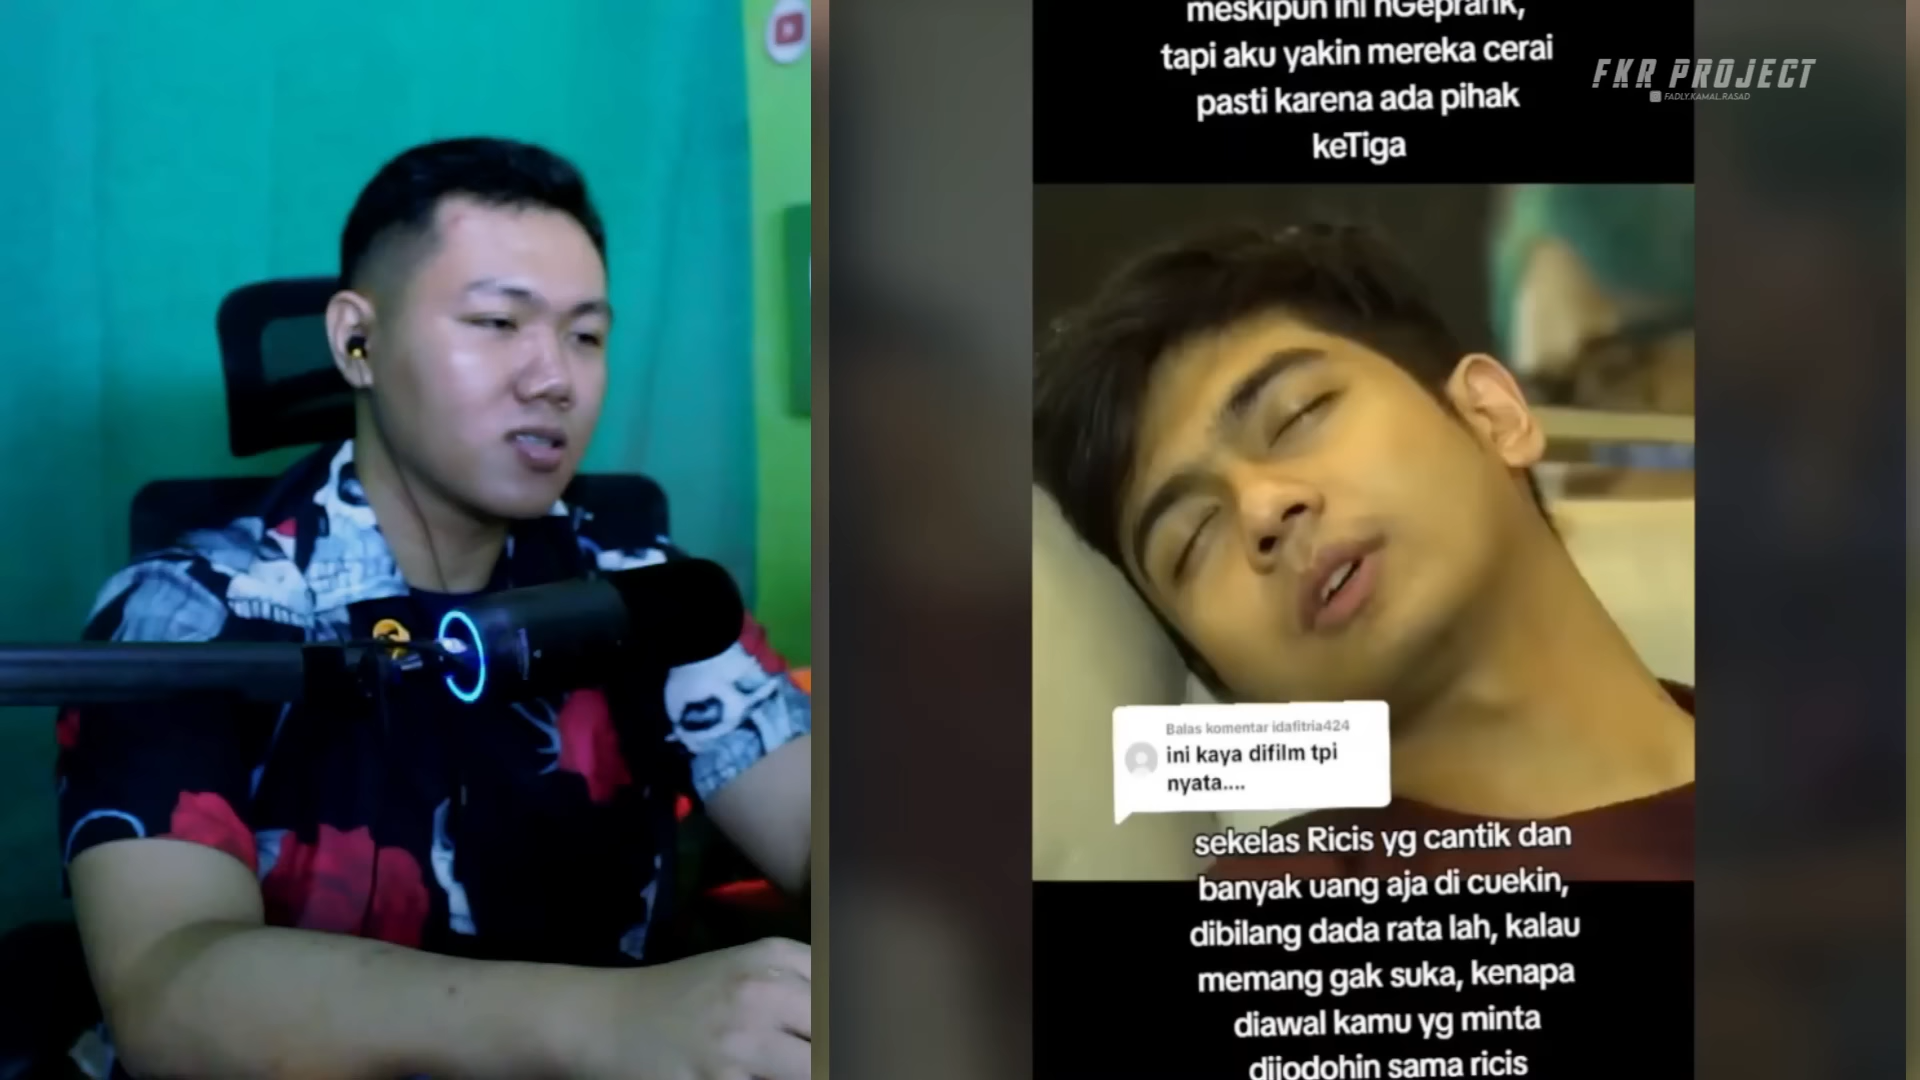 meskipun ini nGeprank,
tapi aku yakin mereka cerai
pasti karena ada pihak
keTiga
FKR PROJECT
FADLY.KAMAL.RASAD
Balas komentar idafitria424
ini kaya difilm tpi
nyata....
sekelas Ricis yg cantik dan
banyak uang aja di cuekin,
dibilang dada rata lah, kalau
memang gak suka, kenapa
diawal kamu yg minta
dijodohin sama ricis